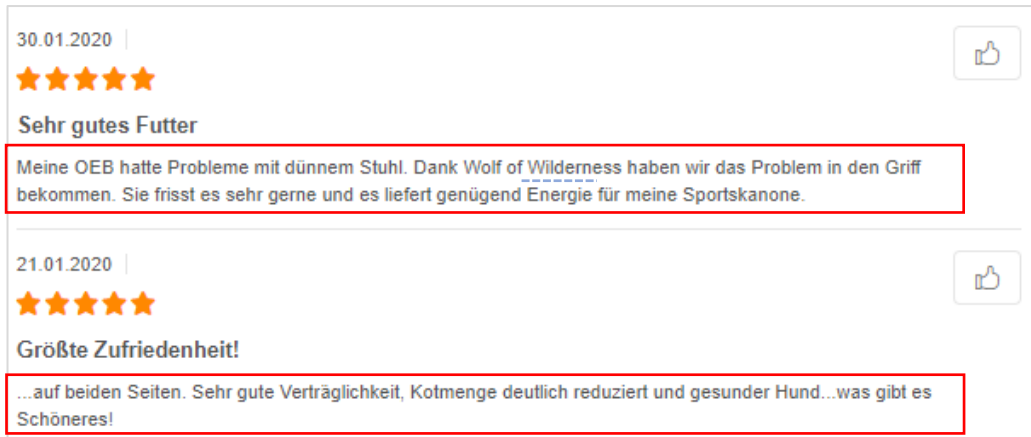 30.01.2020
Sehr gutes Futter
Meine OEB hatte Probleme mit dünnem Stuhl. Dank Wolf of Wilderness haben wir das Problem in den Griff
bekommen. Sie frisst es sehr gerne und es liefert genügend Energie für meine Sportskanone.
21.01.2020
Größte Zufriedenheit!
...auf beiden Seiten. Sehr gute Verträglichkeit, Kotmenge deutlich reduziert und gesunder Hund...was gibt es
Schöneres!